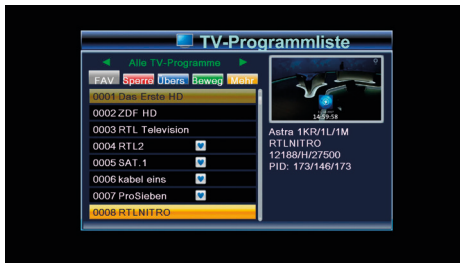 TV-Programmliste
Alle TV-Programme
FAV Sperre Übers Beweg Mehr
0001 Das Erste HD
0002 ZDF HD
0003 RTL Television
0004 RTL2
0005 SAT.1
0006 kabel eins
0007 ProSieben
0008 RTLNITRO
14:59:58
Astra 1KR/1L/1M
RTLNITRO
12188/H/27500
PID: 173/146/173